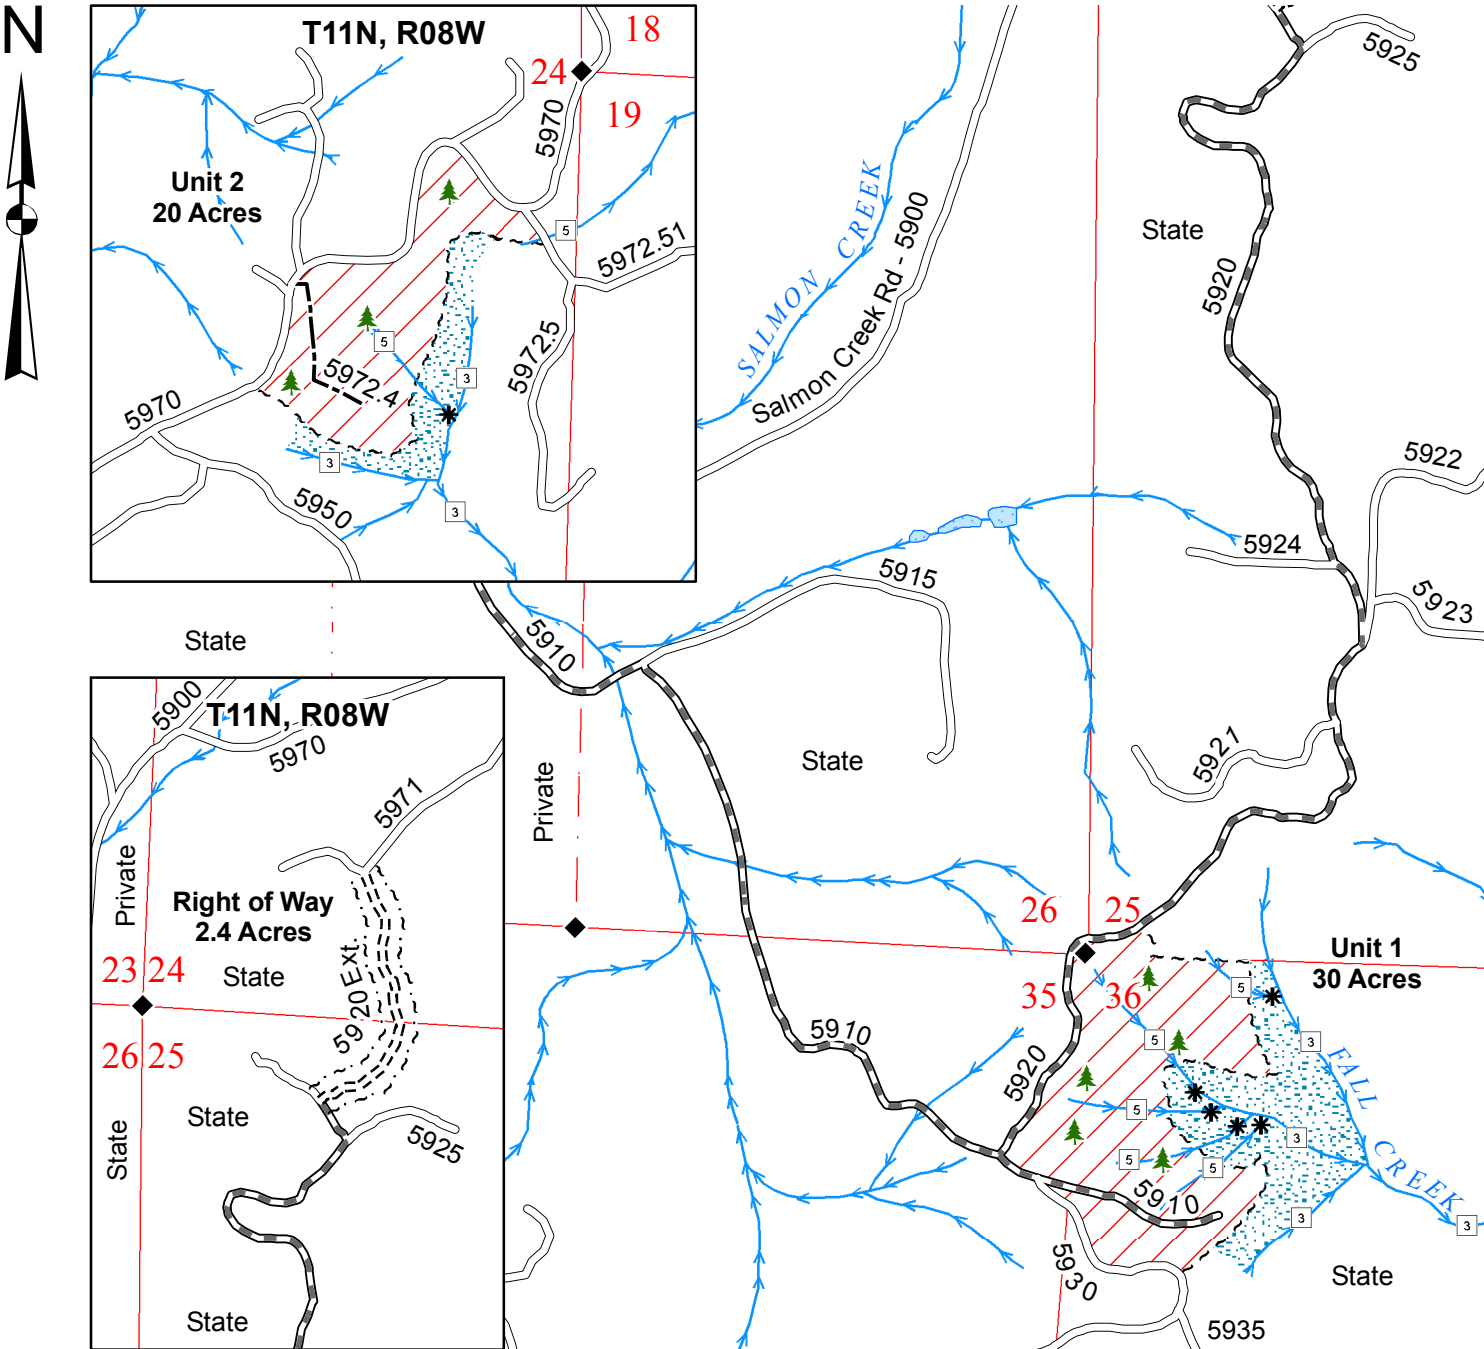 N
T11N, R08W
18
24
19
5970
Unit 2
20 Acres
5
5972.51
5
5972.5
3
5972.4
5970
3
5950
3
SALMON CREEK
Salmon Creek Rd - 5900
5925
State
5920
5922
5924
5923
5915
5910
State
State
5921
Private
T11N, R08W
5900
5970
5971
Private
Right of Way
2.4 Acres
State
23
24
5920 Ext.
26
25
State
State
5925
State
26
25
35
36
Unit 1
30 Acres
5
5
3
FALL CREEK
5910
5920
5
3
5
5
5910
3
3
5930
State
5935